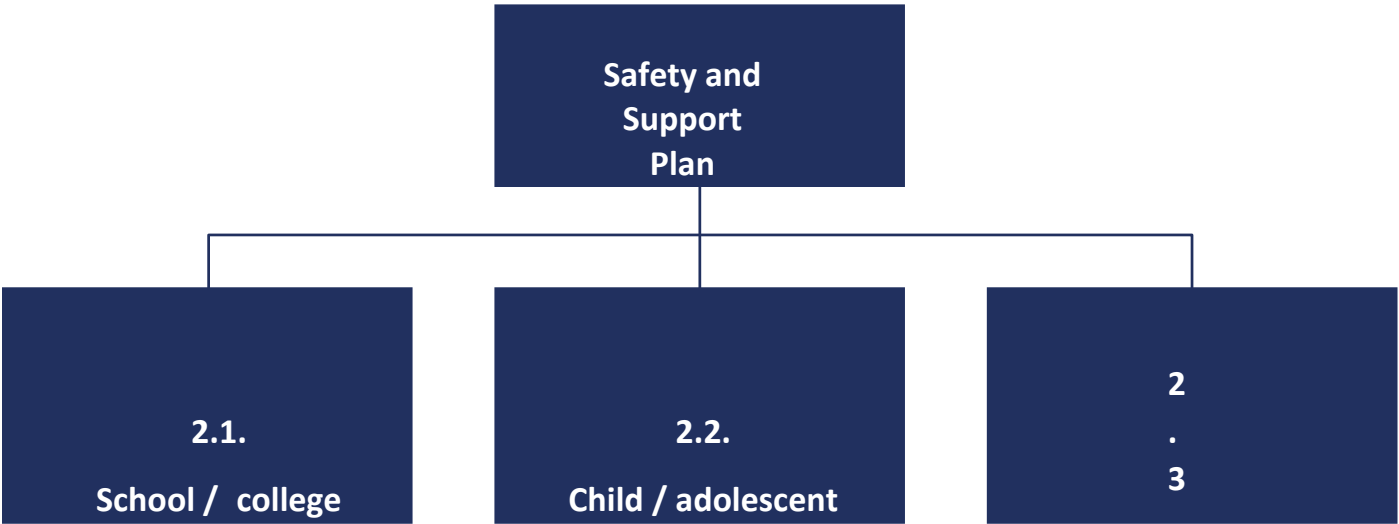 Safety and
Support
Plan
2.1.
School / college
2.2.
Child / adolescent
2
.
3